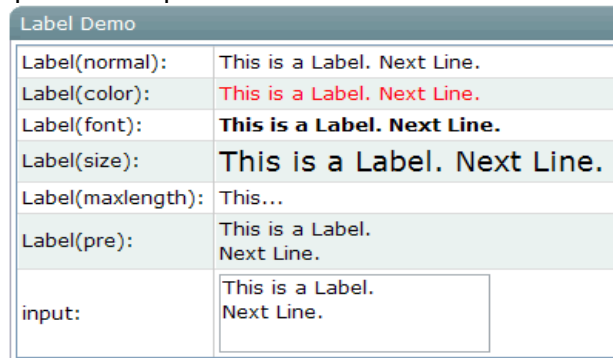 Label Demo
Label(normal): This is a Label. Next Line.
Label(color): This is a Label. Next Line.
Label(font): This is a Label. Next Line.
Label(size): This is a Label. Next Line.
Label(maxlength): This...
Label(pre): This is a Label.
Next Line.
input: This is a Label.
Next Line.